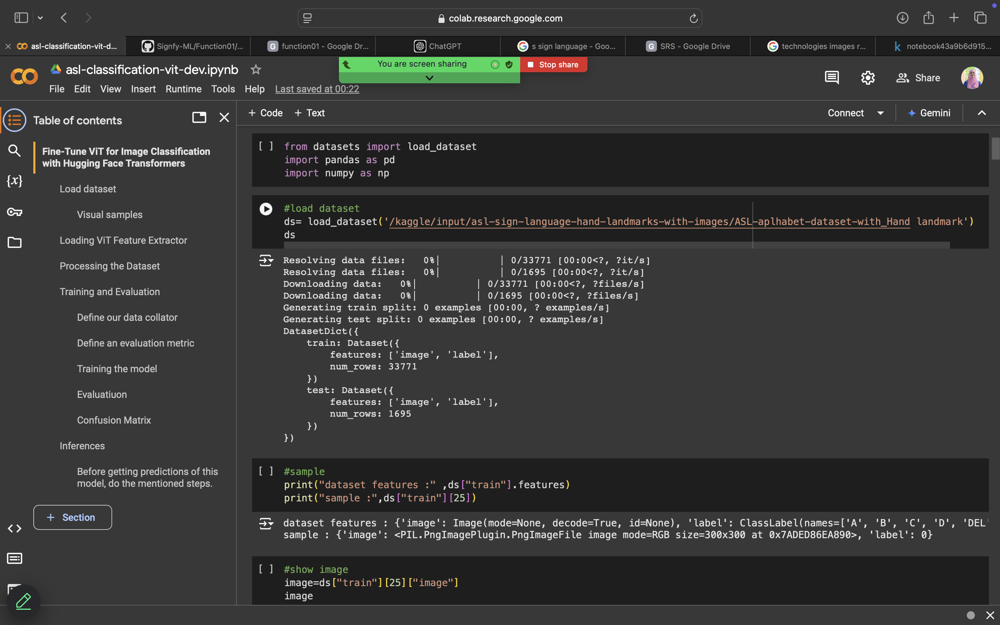 colab.research.google.com
asl-classification-vit-d...
Signfy-ML/Function01/...
function01 - Google Dr...
ChatGPT
s sign language - Goo...
SRS - Google Drive
technologies images r...
notebook43a9b6d915...
asl-classification-vit-dev.ipynb
You are screen sharing
Stop share
Share
File Edit View Insert Runtime Tools Help Last saved at 00:22
Table of contents
+ Code + Text
Connect
Gemini
Fine-Tune ViT for Image Classification
with Hugging Face Transformers
Load dataset
Visual samples
Loading ViT Feature Extractor
Processing the Dataset
Training and Evaluation
Define our data collator
Define an evaluation metric
Training the model
Evaluatiuon
Confusion Matrix
Inferences
Before getting predictions of this
model, do the mentioned steps.
+ Section
[ ] from datasets import load_dataset
import pandas as pd
import numpy as np
#load dataset
ds= load_dataset('/kaggle/input/asl-sign-language-hand-landmarks-with-images/ASL-aplhabet-dataset-with_Hand landmark')
ds
Resolving data files:   0%|          | 0/33771 [00:00<?, ?it/s]
Resolving data files:   0%|          | 0/1695 [00:00<?, ?it/s]
Downloading data:   0%|          | 0/33771 [00:00<?, ?files/s]
Downloading data:   0%|          | 0/1695 [00:00<?, ?files/s]
Generating train split: 0 examples [00:00, ? examples/s]
Generating test split: 0 examples [00:00, ? examples/s]
DatasetDict({
train: Dataset({
features: ['image', 'label'],
num_rows: 33771
})
test: Dataset({
features: ['image', 'label'],
num_rows: 1695
})
})
[ ] #sample
print("dataset features :" ,ds["train"].features)
print("sample :",ds["train"][25])
dataset features : {'image': Image(mode=None, decode=True, id=None), 'label': ClassLabel(names=['A', 'B', 'C', 'D', 'DEL'
sample : {'image': <PIL.PngImagePlugin.PngImageFile image mode=RGB size=300x300 at 0x7ADED86EA890>, 'label': 0}
[ ] #show image
image=ds["train"][25]["image"]
image